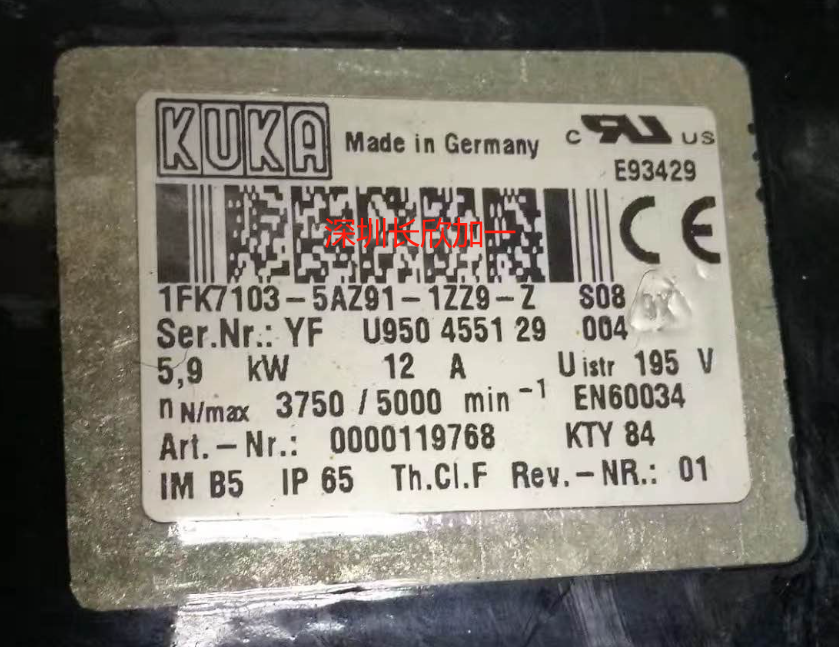 KUKA Made in Germany c RU US
E93429
深圳长欣加一
CE
1FK7103-5AZ91-1ZZ9-Z S08
Ser.Nr.: YF U950 4551 29 004
5,9 kW 12 A U istr 195 V
n N/max 3750 / 5000 min -1 EN60034
Art.-Nr.: 0000119768 KTY 84
IM B5 IP 65 Th.Cl.F Rev.-NR.: 01